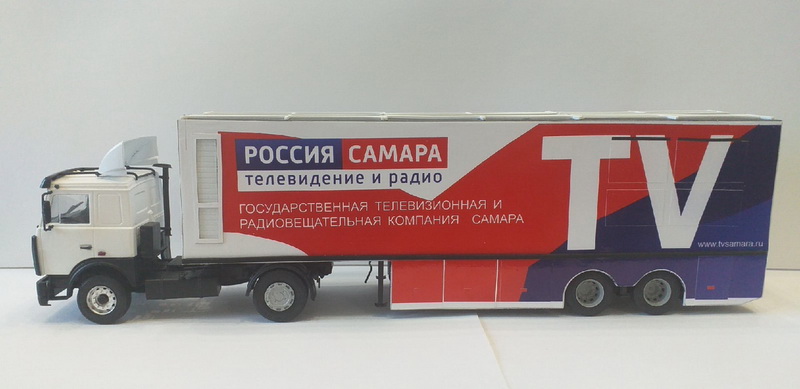 РОССИЯ САМАРА
телевидение и радио
ГОСУДАРСТВЕННАЯ ТЕЛЕВИЗИОННАЯ И
РАДИОВЕЩАТЕЛЬНАЯ КОМПАНИЯ САМАРА
TV
www.tvsamara.ru